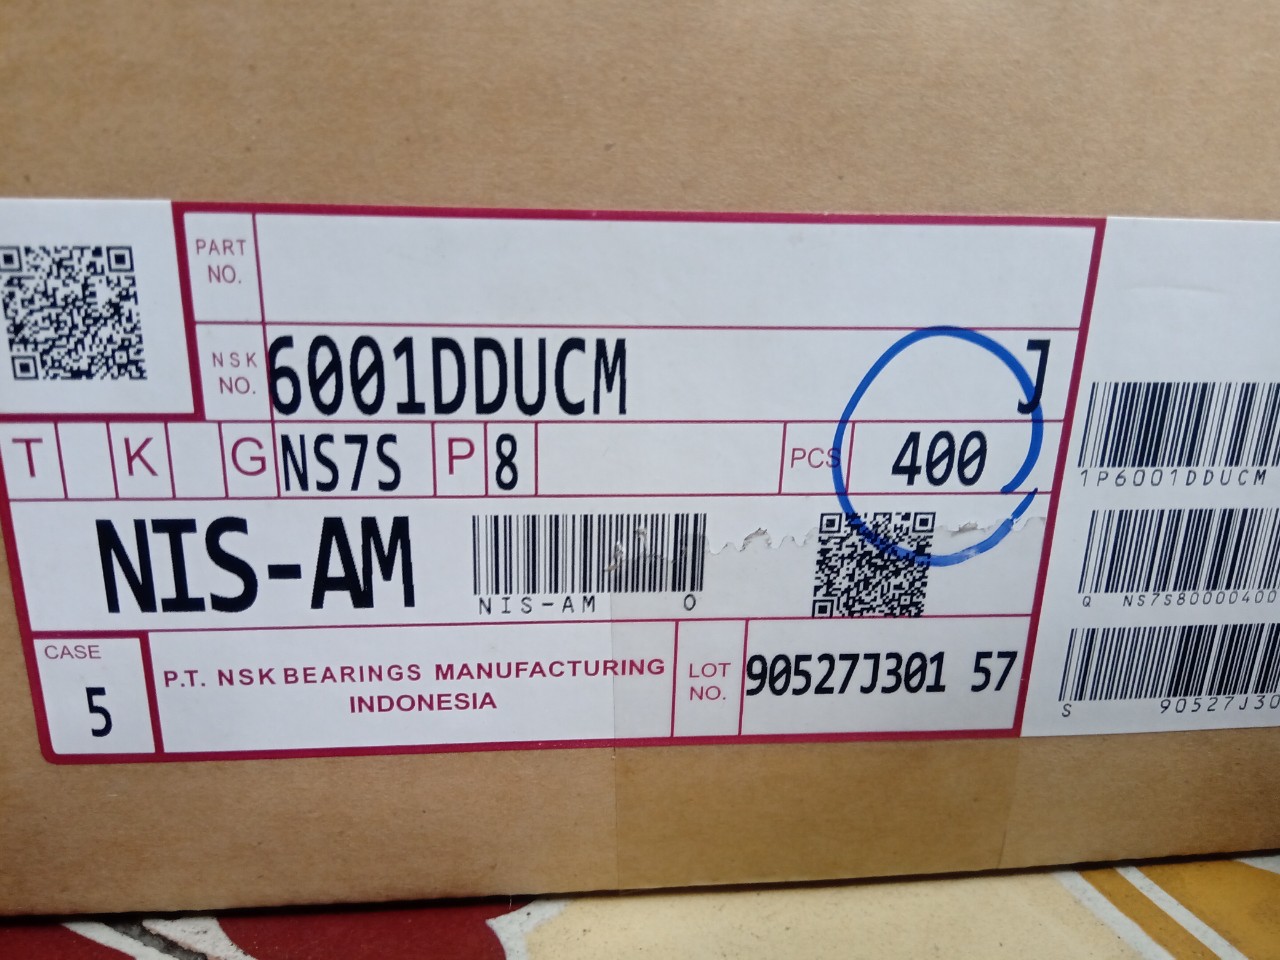 PART NO.
NSK NO. 6001DDUCM J
T K G NS7S P 8 PCS 400
NIS-AM
NIS-AM 0
CASE 5
P.T. NSK BEARINGS MANUFACTURING
INDONESIA
LOT NO. 90527J301 57
1P6001DDUCM
Q NS7S80000400
S 90527J30